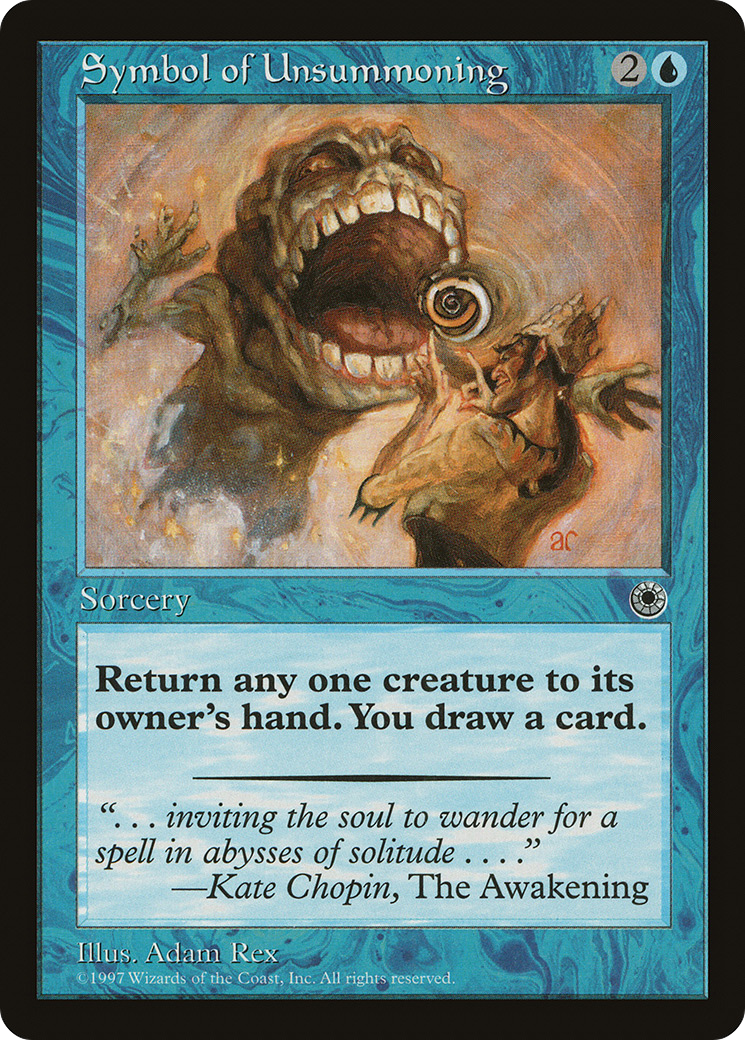 Symbol of Unsummoning 2
ar
Sorcery
Return any one creature to its
owner's hand. You draw a card.
“. . . inviting the soul to wander for a
spell in abysses of solitude . . . .”
—Kate Chopin, The Awakening
Illus. Adam Rex
©1997 Wizards of the Coast, Inc. All rights reserved.